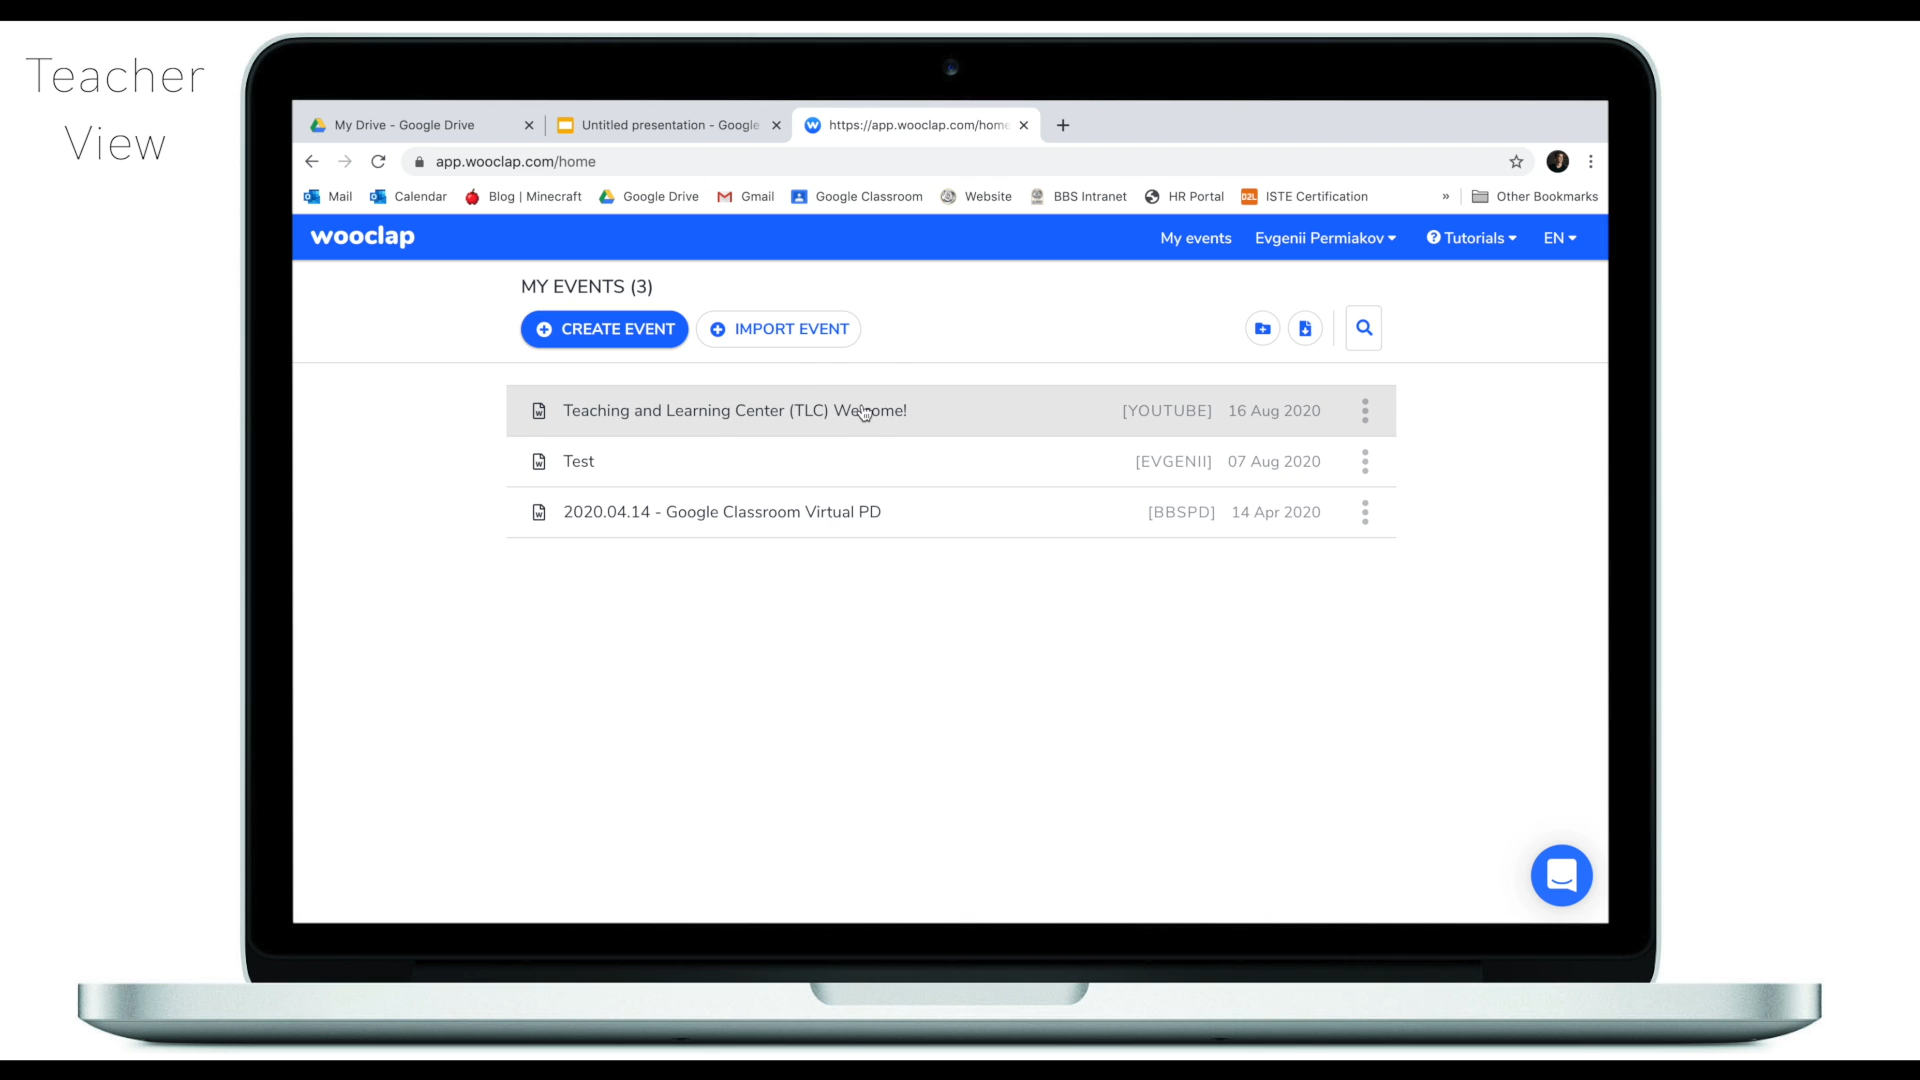 Teacher
View
My Drive - Google Drive
Untitled presentation - Google
https://app.wooclap.com/home
app.wooclap.com/home
Mail Calendar Blog | Minecraft Google Drive Gmail Google Classroom Website BBS Intranet HR Portal D2L ISTE Certification » Other Bookmarks
wooclap My events Evgenii Permiakov Tutorials EN
MY EVENTS (3)
CREATE EVENT IMPORT EVENT
Teaching and Learning Center (TLC) Welcome! [YOUTUBE] 16 Aug 2020
Test [EVGENII] 07 Aug 2020
2020.04.14 - Google Classroom Virtual PD [BBSPD] 14 Apr 2020